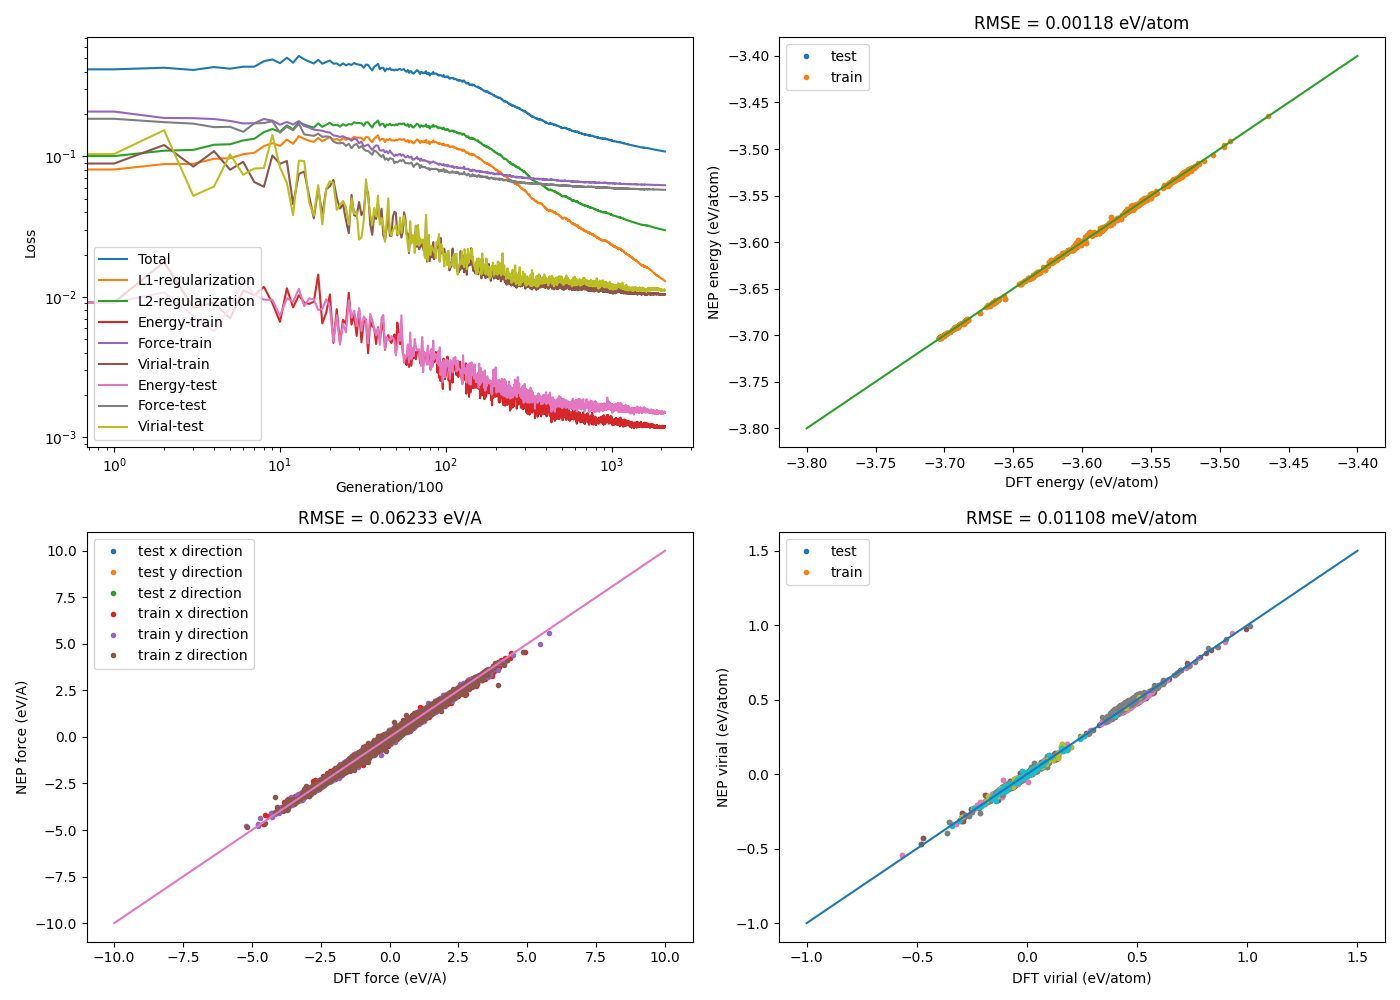 10⁻¹
10⁻²
10⁻³
Loss
Total
L1-regularization
L2-regularization
Energy-train
Force-train
Virial-train
Energy-test
Force-test
Virial-test
10⁰ 10¹ 10² 10³
Generation/100
RMSE = 0.00118 eV/atom
test
train
−3.40
−3.45
−3.50
−3.55
−3.60
−3.65
−3.70
−3.75
−3.80
NEP energy (eV/atom)
−3.80 −3.75 −3.70 −3.65 −3.60 −3.55 −3.50 −3.45 −3.40
DFT energy (eV/atom)
RMSE = 0.06233 eV/A
test x direction
test y direction
test z direction
train x direction
train y direction
train z direction
10.0
7.5
5.0
2.5
0.0
−2.5
−5.0
−7.5
−10.0
NEP force (eV/A)
−10.0 −7.5 −5.0 −2.5 0.0 2.5 5.0 7.5 10.0
DFT force (eV/A)
RMSE = 0.01108 meV/atom
test
train
1.5
1.0
0.5
0.0
−0.5
−1.0
NEP virial (eV/atom)
−1.0 −0.5 0.0 0.5 1.0 1.5
DFT virial (eV/atom)